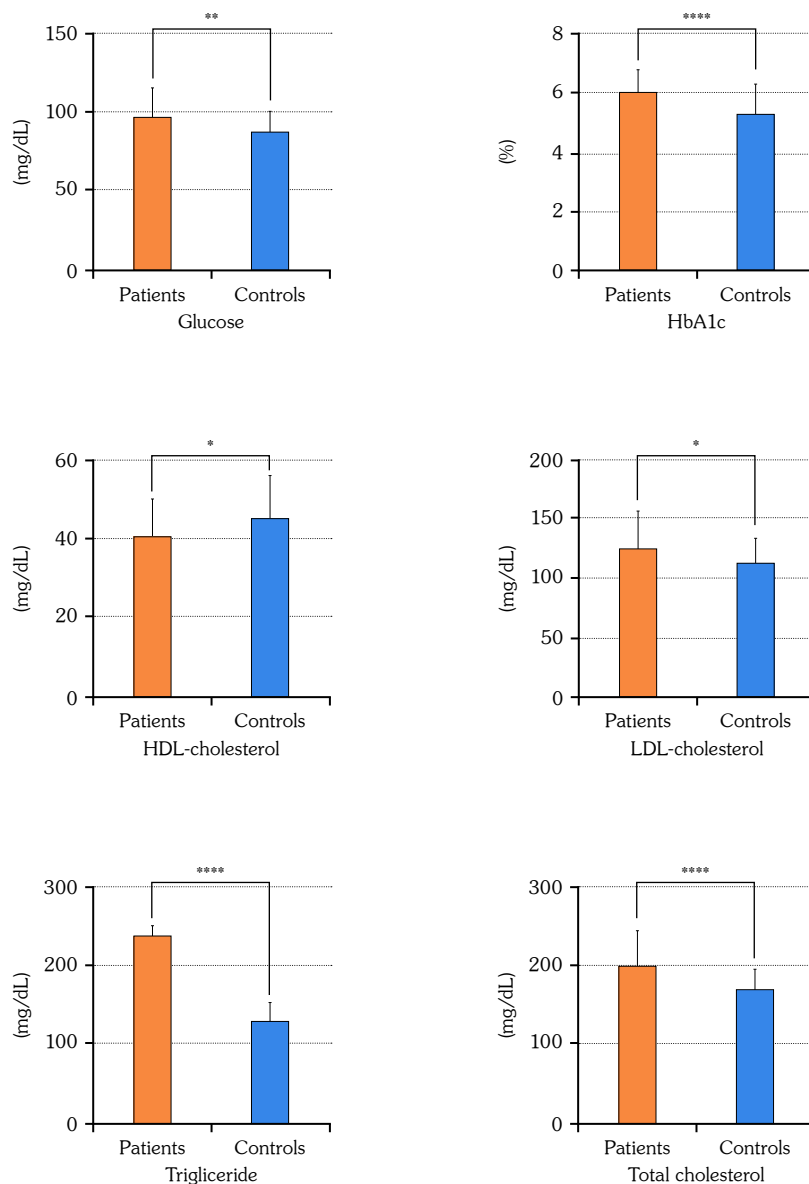 **
150
100
50
0
(mg/dL)
Patients Controls
Glucose
****
8
6
4
2
0
(%)
Patients Controls
HbA1c
*
60
40
20
0
(mg/dL)
Patients Controls
HDL-cholesterol
*
200
150
100
50
0
(mg/dL)
Patients Controls
LDL-cholesterol
****
300
200
100
0
(mg/dL)
Patients Controls
Trigliceride
****
300
200
100
0
(mg/dL)
Patients Controls
Total cholesterol